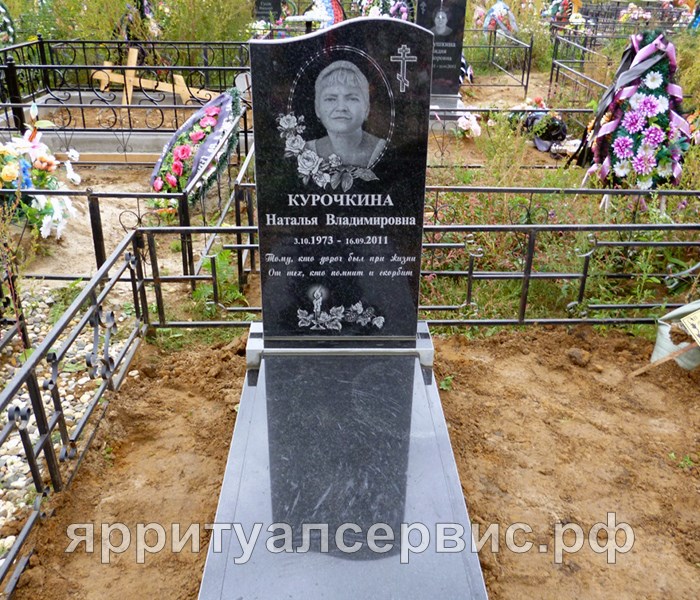 КУРОЧКИНА
Наталья Владимировна
3.10.1973 - 16.09.2011
Тому, кто дорог был при жизни
От тех, кто помнит и скорбит
ярритуалсервис.рф